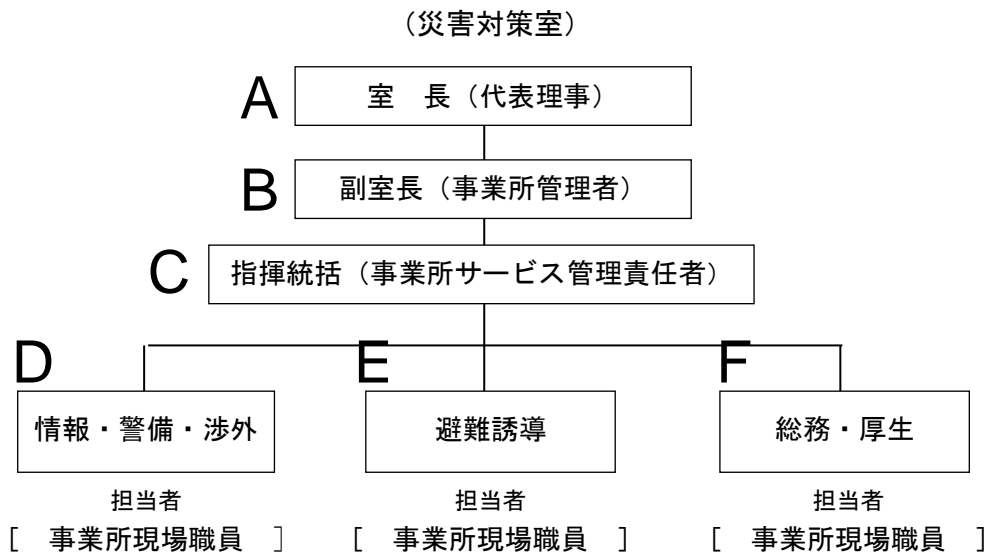 （災害対策室）
A 室　長（代表理事）
B 副室長（事業所管理者）
C 指揮統括（事業所サービス管理責任者）
D E F
情報・警備・渉外 避難誘導 総務・厚生
担当者 担当者 担当者
［　事業所現場職員　］ ［　事業所現場職員　］ ［　事業所現場職員　］